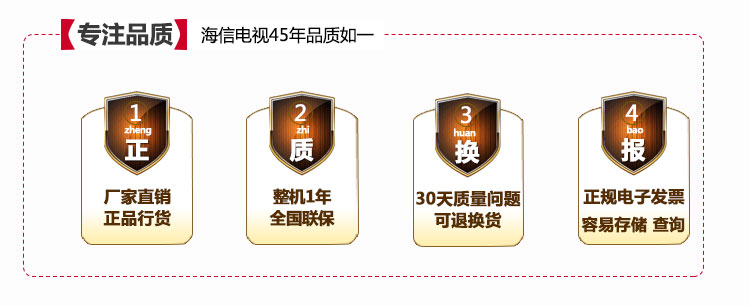 【专注品质】 海信电视45年品质如一
1
zheng
正
厂家直销
正品行货
2
zhi
质
整机1年
全国联保
3
huan
换
30天质量问题
可退换货
4
bao
报
正规电子发票
容易存储 查询